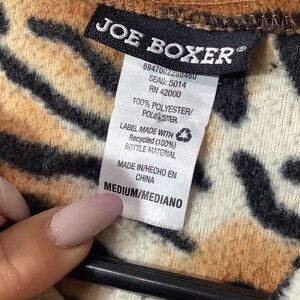 JOE BOXER®
SEAS: 5014
RN 42000
100% POLYESTER/
POLIÉSTER
LABEL MADE WITH
Recycled (100%)
BOTTLE MATERIAL
MADE IN/HECHO EN
CHINA
MEDIUM/MEDIANO